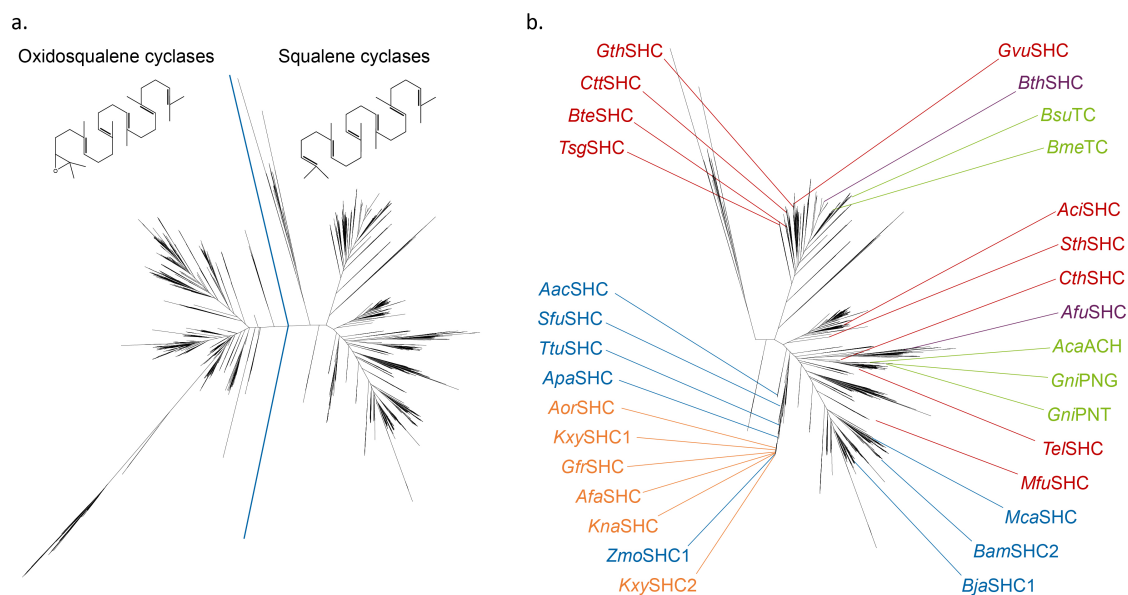 a.
Oxidosqualene cyclases
Squalene cyclases
O
b.
GthSHC
CttSHC
BteSHC
TsgSHC
GvuSHC
BthSHC
BsuTC
BmeTC
AciSHC
SthSHC
CthSHC
AfuSHC
AcaACH
GniPNG
GniPNT
TelSHC
MfuSHC
McaSHC
BamSHC2
BjaSHC1
AacSHC
SfuSHC
TtuSHC
ApaSHC
AorSHC
KxySHC1
GfrSHC
AfaSHC
KnaSHC
ZmoSHC1
KxySHC2